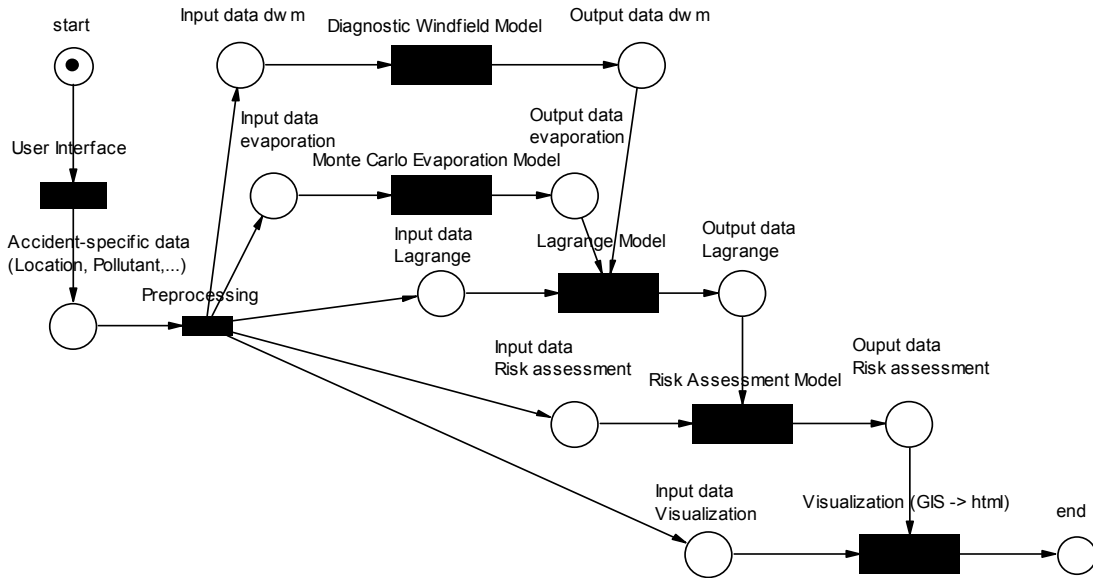 Input data dwm
Output data dwm
start
Diagnostic Windfield Model
Input data
evaporation
Output data
evaporation
User Interface
Monte Carlo Evaporation Model
Accident-specific data
(Location, Pollutant,...)
Input data
Lagrange
Lagrange Model
Output data
Lagrange
Preprocessing
Input data
Risk assessment
Risk Assessment Model
Ouput data
Risk assessment
Input data
Visualization
Visualization (GIS -> html)
end